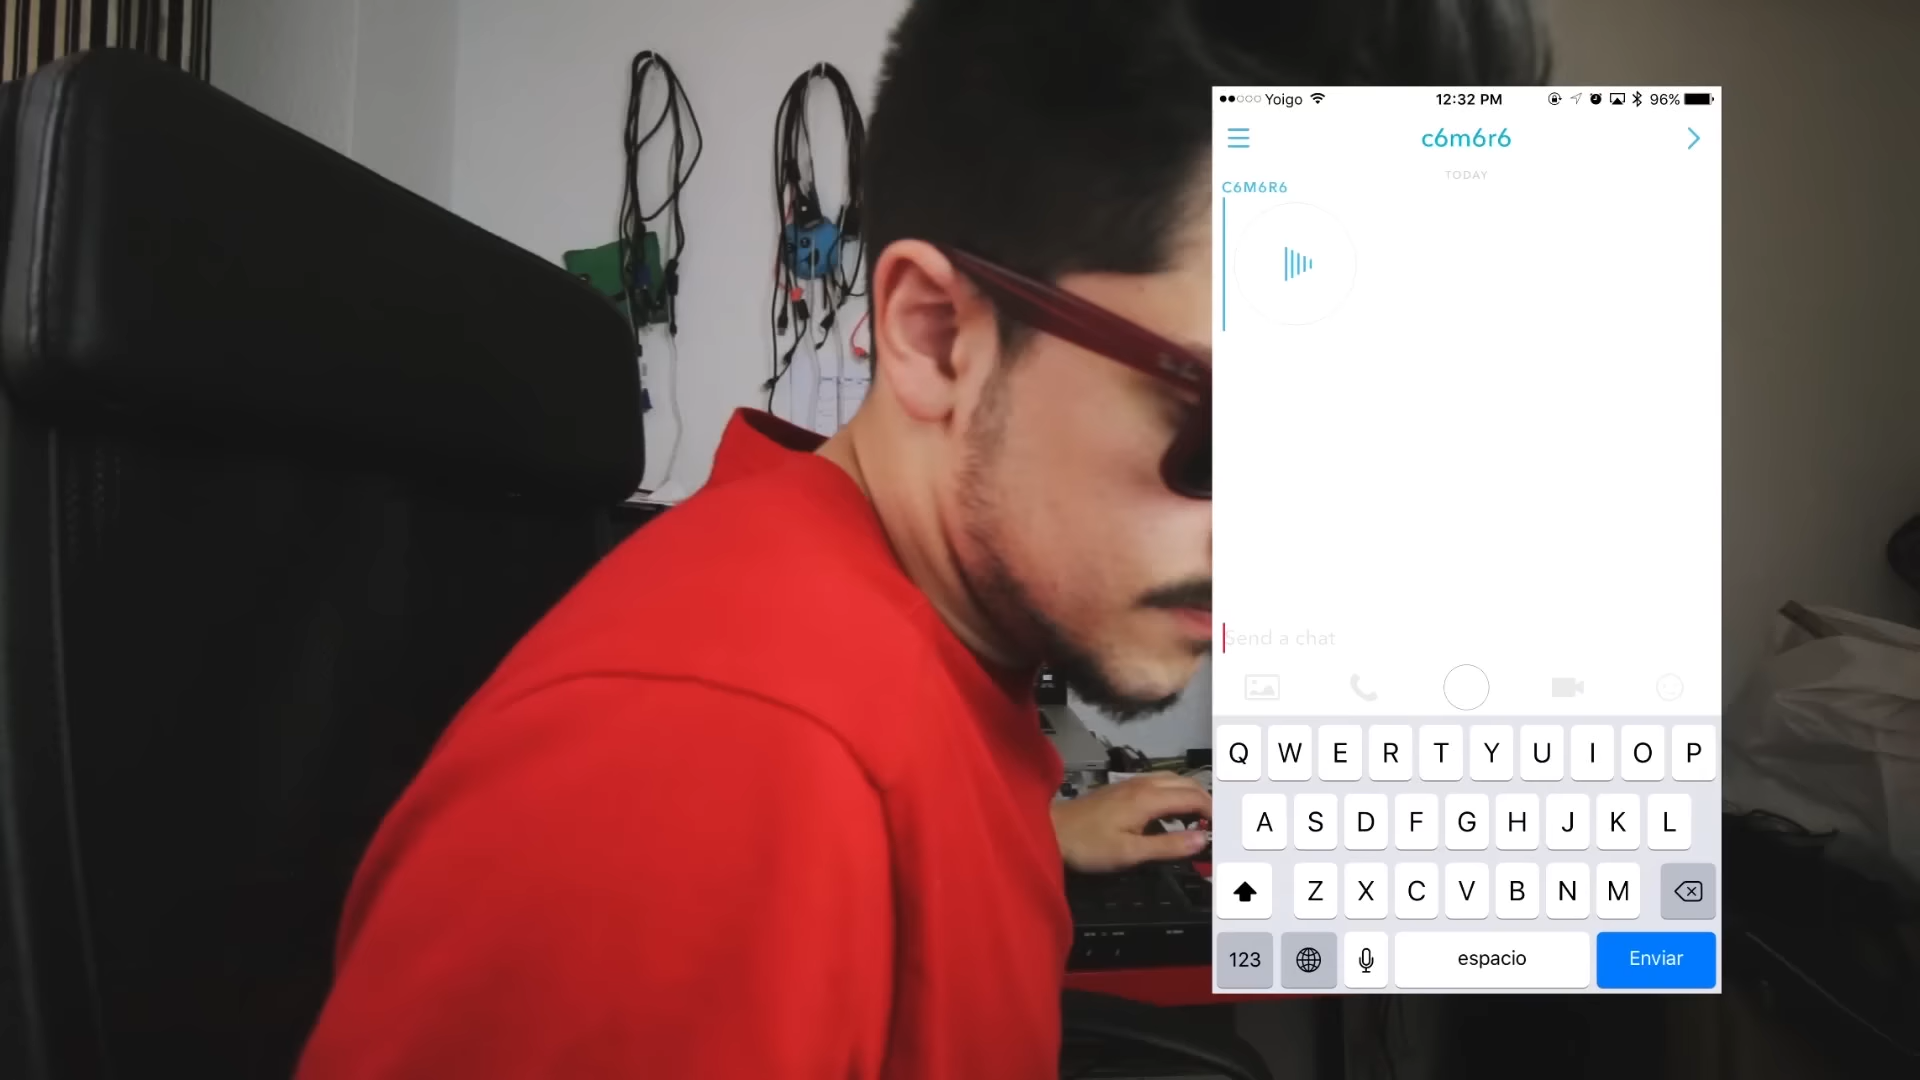 Yoigo 12:32 PM 96%
c6m6r6
TODAY
C6M6R6
Send a chat
Q W E R T Y U I O P
A S D F G H J K L
Z X C V B N M
123 espacio Enviar